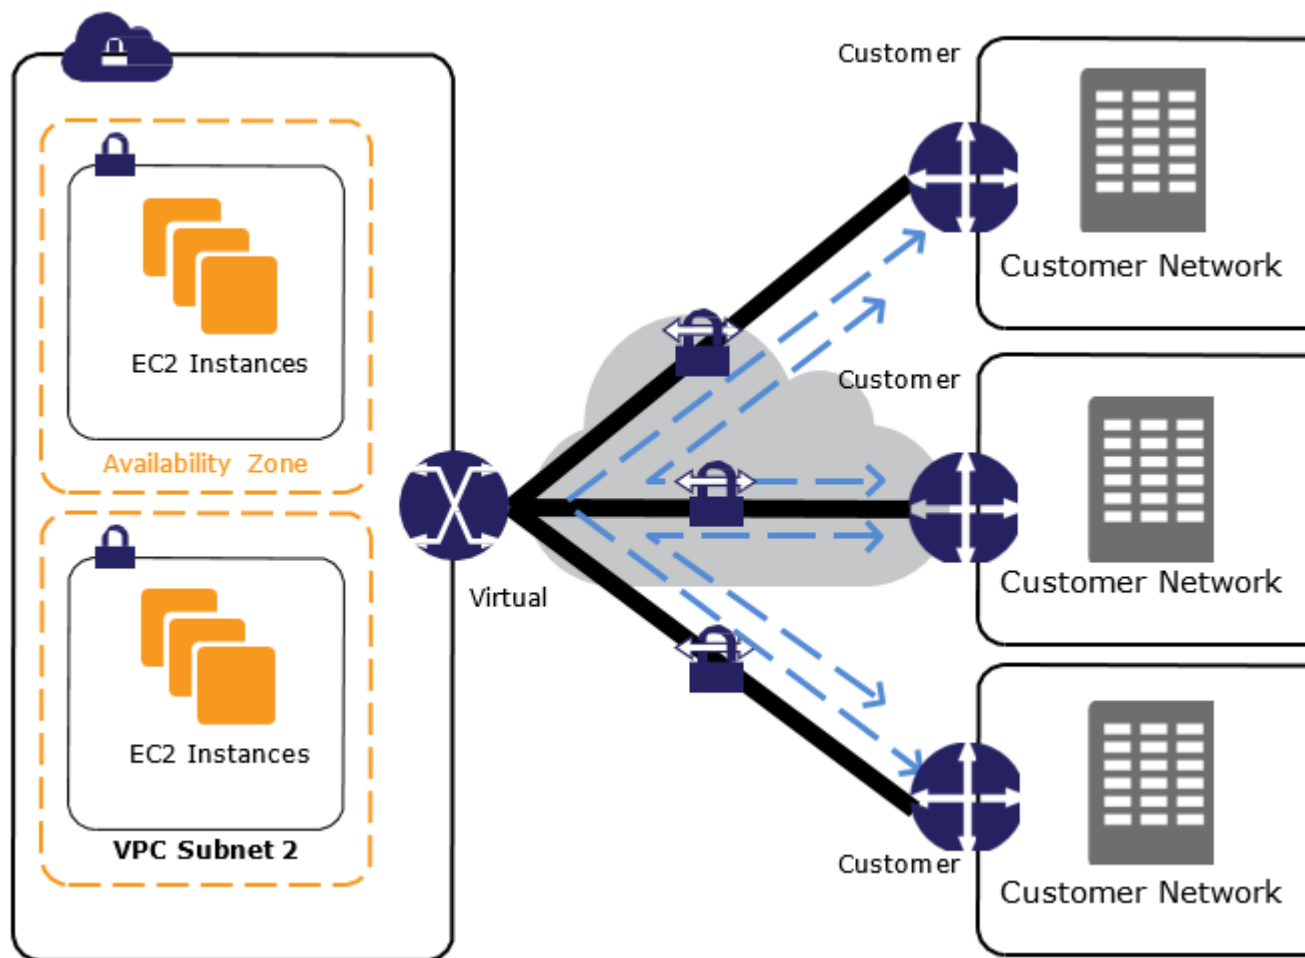 EC2 Instances
Availability Zone
EC2 Instances
VPC Subnet 2
Virtual
Customer
Customer Network
Customer
Customer Network
Customer
Customer Network